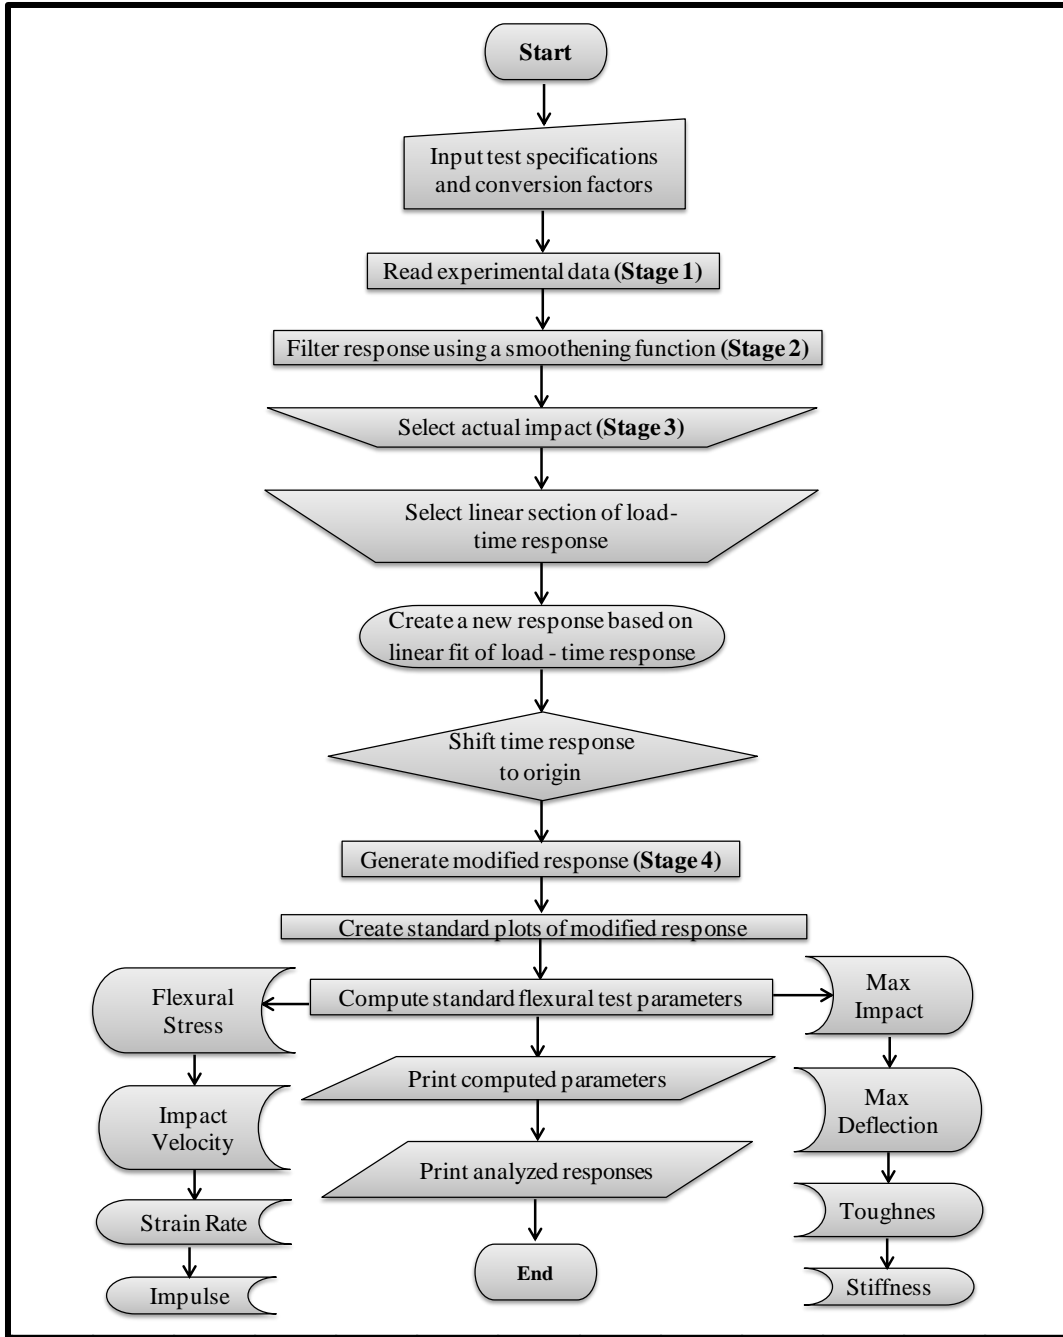 Start
Input test specifications
and conversion factors
Read experimental data (Stage 1)
Filter response using a smoothening function (Stage 2)
Select actual impact (Stage 3)
Select linear section of load-
time response
Create a new response based on
linear fit of load - time response
Shift time response
to origin
Generate modified response (Stage 4)
Create standard plots of modified response
Compute standard flexural test parameters
Flexural
Stress
Impact
Velocity
Strain Rate
Impulse
Max
Impact
Max
Deflection
Toughnes
Stiffness
Print computed parameters
Print analyzed responses
End